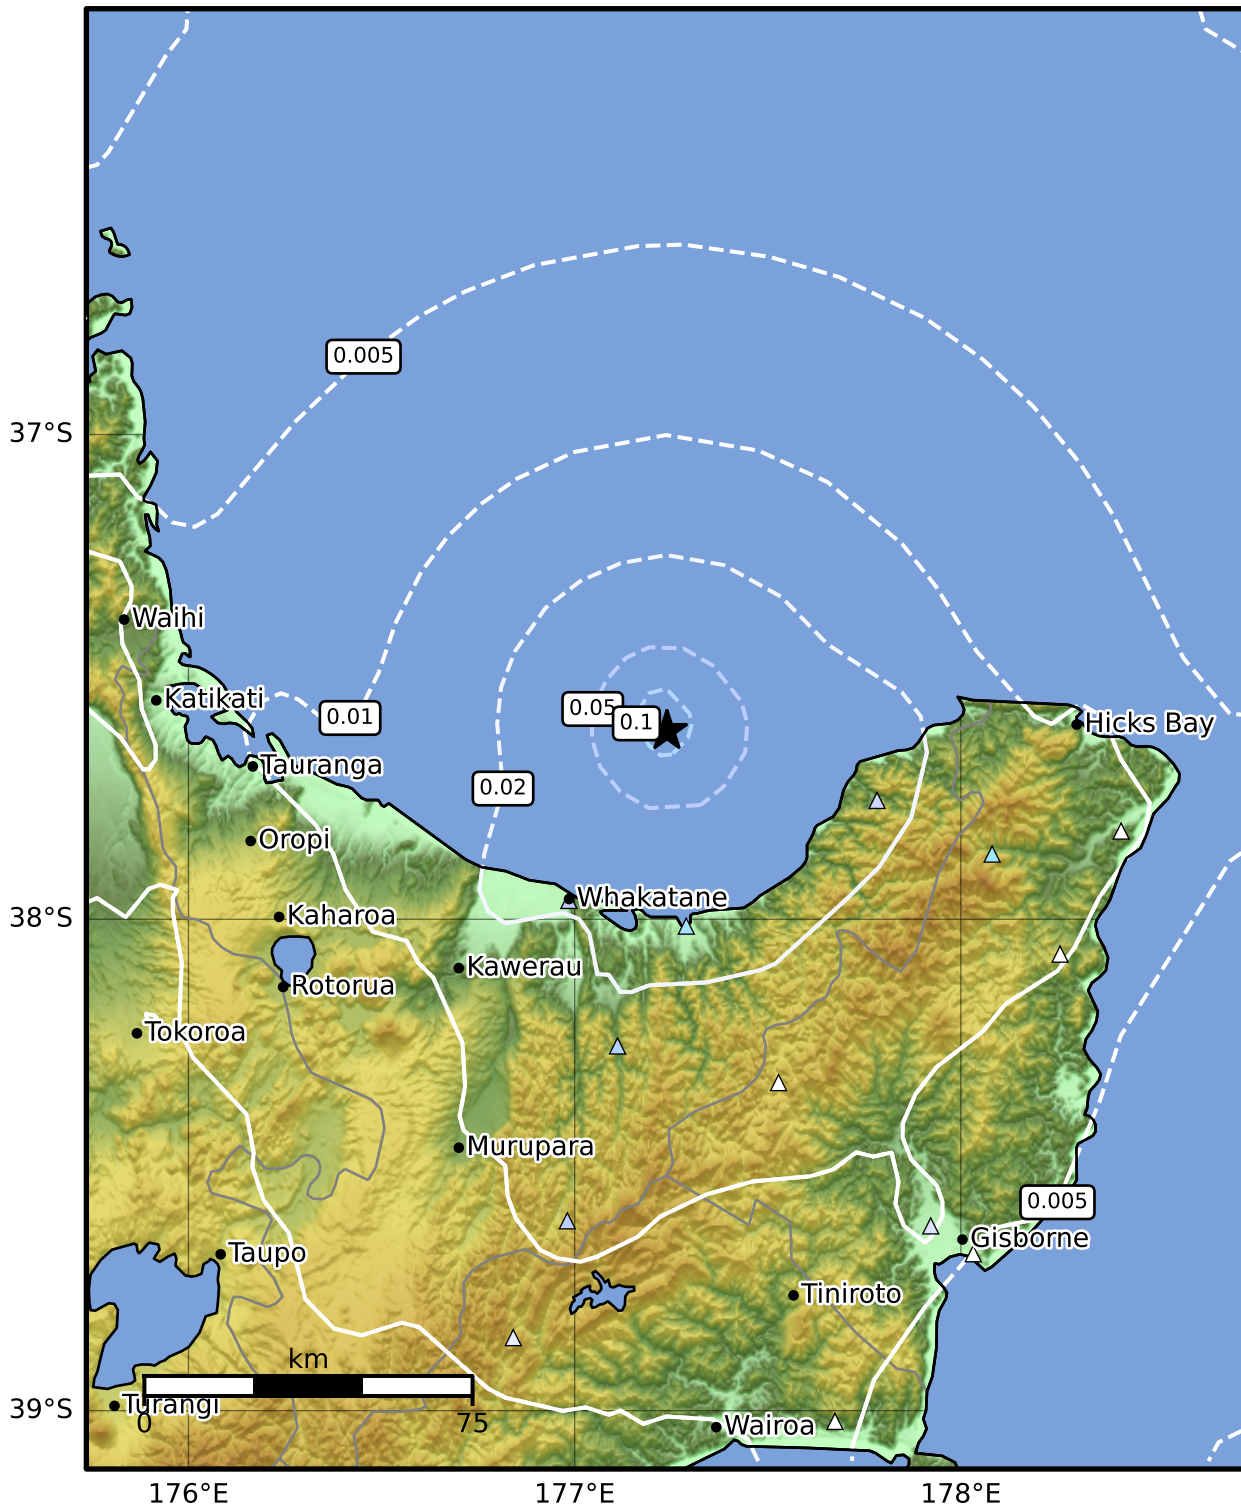 0.005
37°S
Waihi
Katikati
0.05
0.01
0.1
Hicks Bay
Tauranga
0.02
Oropi
Whakatane
Kaharoa
38°S
Kawerau
Rotorua
Tokoroa
Murupara
0.005
Gisborne
Taupo
Tiniroto
km
Turangi
39°S
0
75
Wairoa
176°E
177°E
178°E